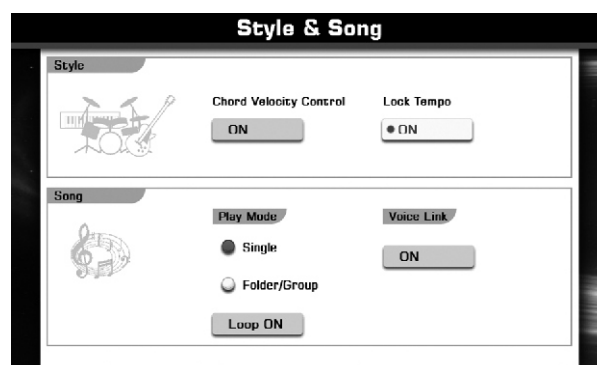 Style & Song
Style
Chord Velocity Control
Lock Tempo
ON
ON
Song
Play Mode
Voice Link
Single
ON
Folder/Group
Loop ON